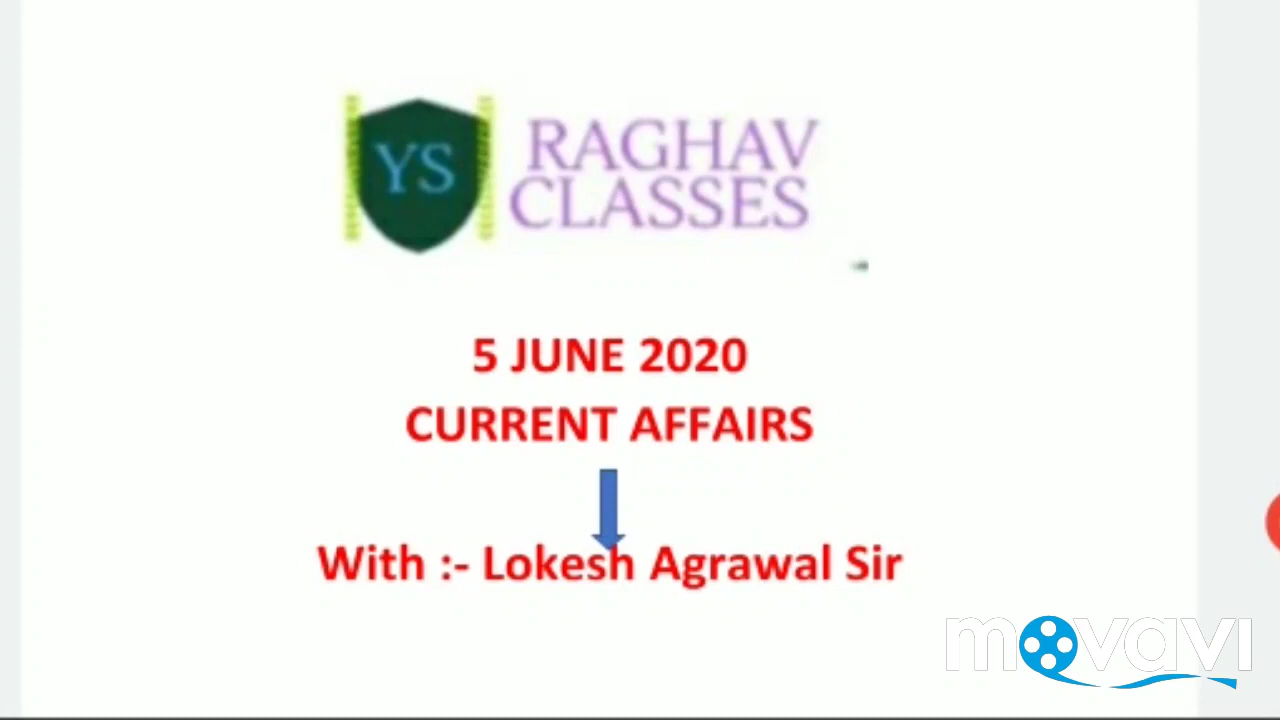 YS
RAGHAV
CLASSES
5 JUNE 2020
CURRENT AFFAIRS
With :- Lokesh Agrawal Sir
movavi